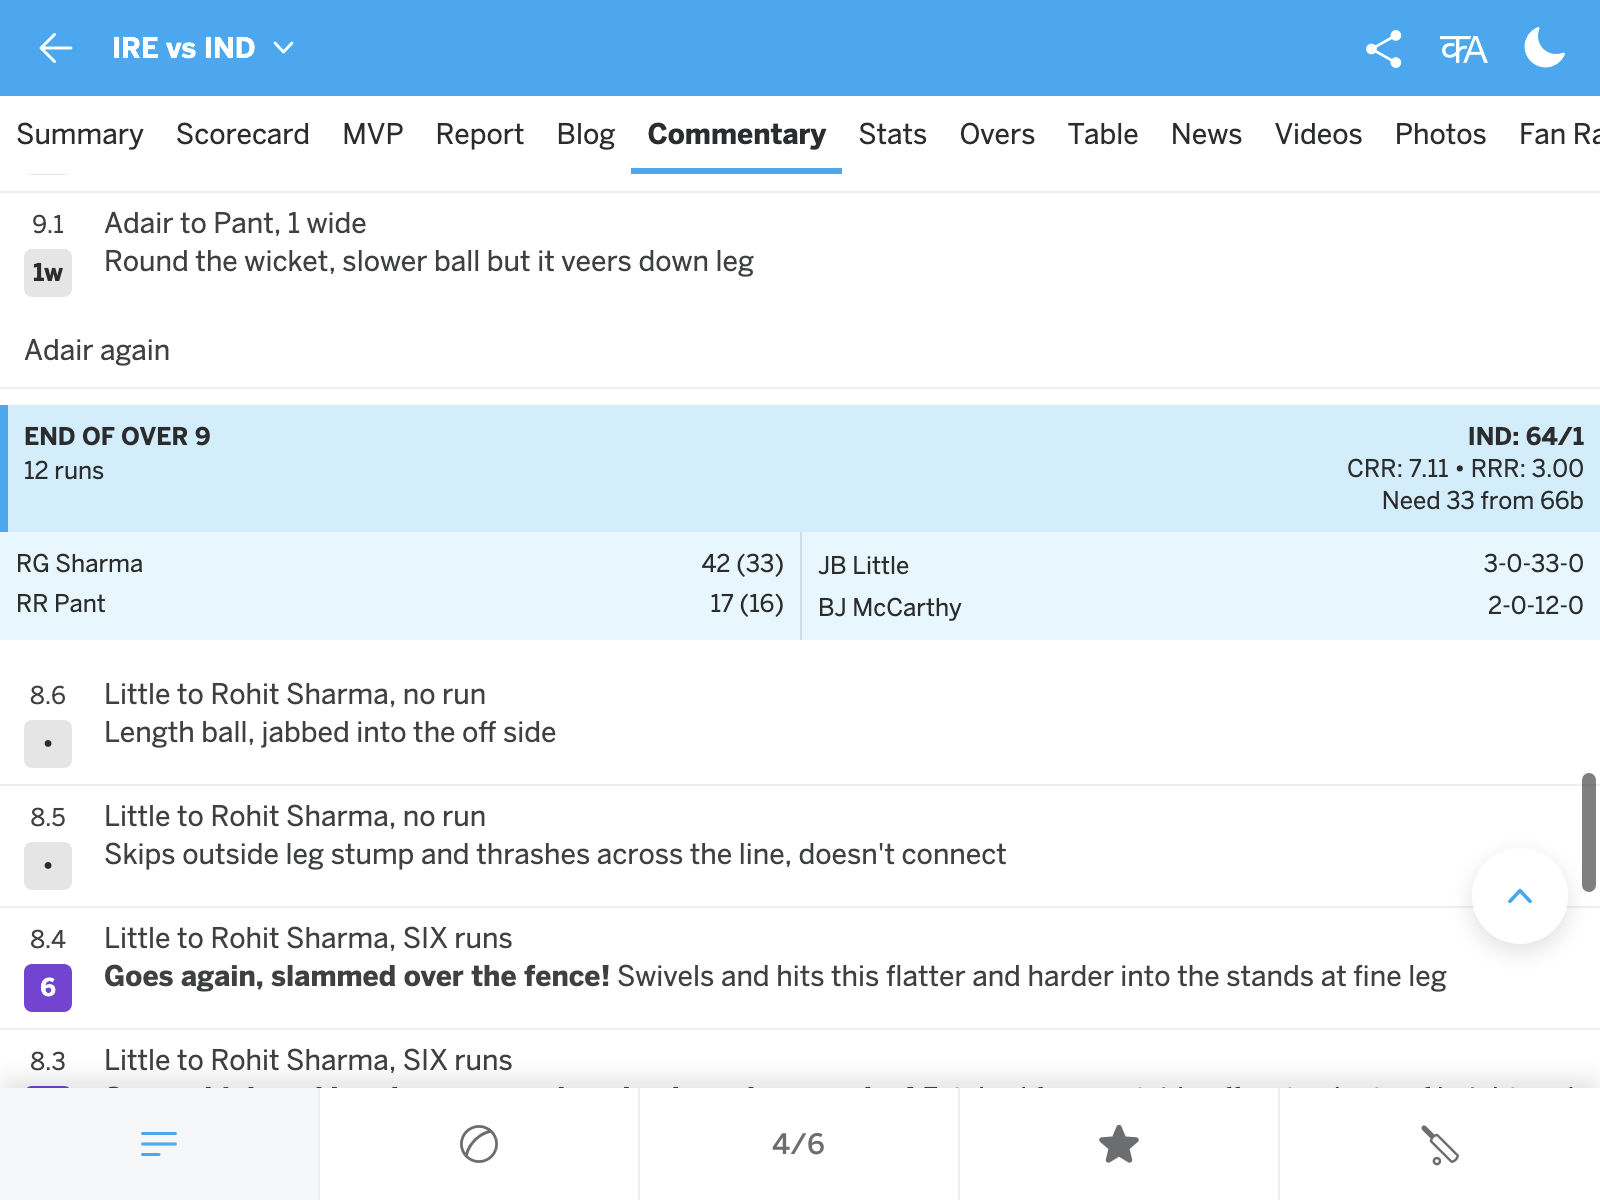 IRE vs IND
Summary Scorecard MVP Report Blog Commentary Stats Overs Table News Videos Photos Fan Ra
9.1 Adair to Pant, 1 wide
1w Round the wicket, slower ball but it veers down leg
Adair again
END OF OVER 9 IND: 64/1
12 runs CRR: 7.11 • RRR: 3.00
Need 33 from 66b
RG Sharma 42 (33) JB Little 3-0-33-0
RR Pant 17 (16) BJ McCarthy 2-0-12-0
8.6 Little to Rohit Sharma, no run
• Length ball, jabbed into the off side
8.5 Little to Rohit Sharma, no run
• Skips outside leg stump and thrashes across the line, doesn't connect
8.4 Little to Rohit Sharma, SIX runs
6 Goes again, slammed over the fence! Swivels and hits this flatter and harder into the stands at fine leg
8.3 Little to Rohit Sharma, SIX runs
4/6